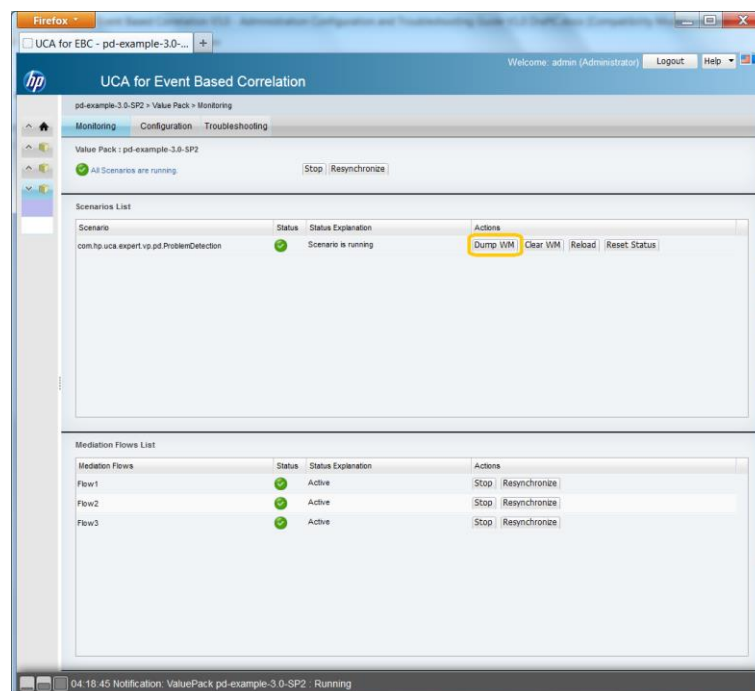 Firefox
UCA for EBC - pd-example-3.0-... +
Welcome: admin (Administrator) Logout Help
hp UCA for Event Based Correlation
pd-example-3.0-SP2 > Value Pack > Monitoring
Monitoring Configuration Troubleshooting
Value Pack : pd-example-3.0-SP2
All Scenarios are running. Stop Resynchronize
Scenarios List
Scenario Status Status Explanation Actions
com.hp.uca.expert.vp.pd.ProblemDetection Scenario is running Dump WM Clear WM Reload Reset Status
Mediation Flows List
Mediation Flows Status Status Explanation Actions
Flow1 Active Stop Resynchronize
Flow2 Active Stop Resynchronize
Flow3 Active Stop Resynchronize
04:18:45 Notification: ValuePack pd-example-3.0-SP2 : Running